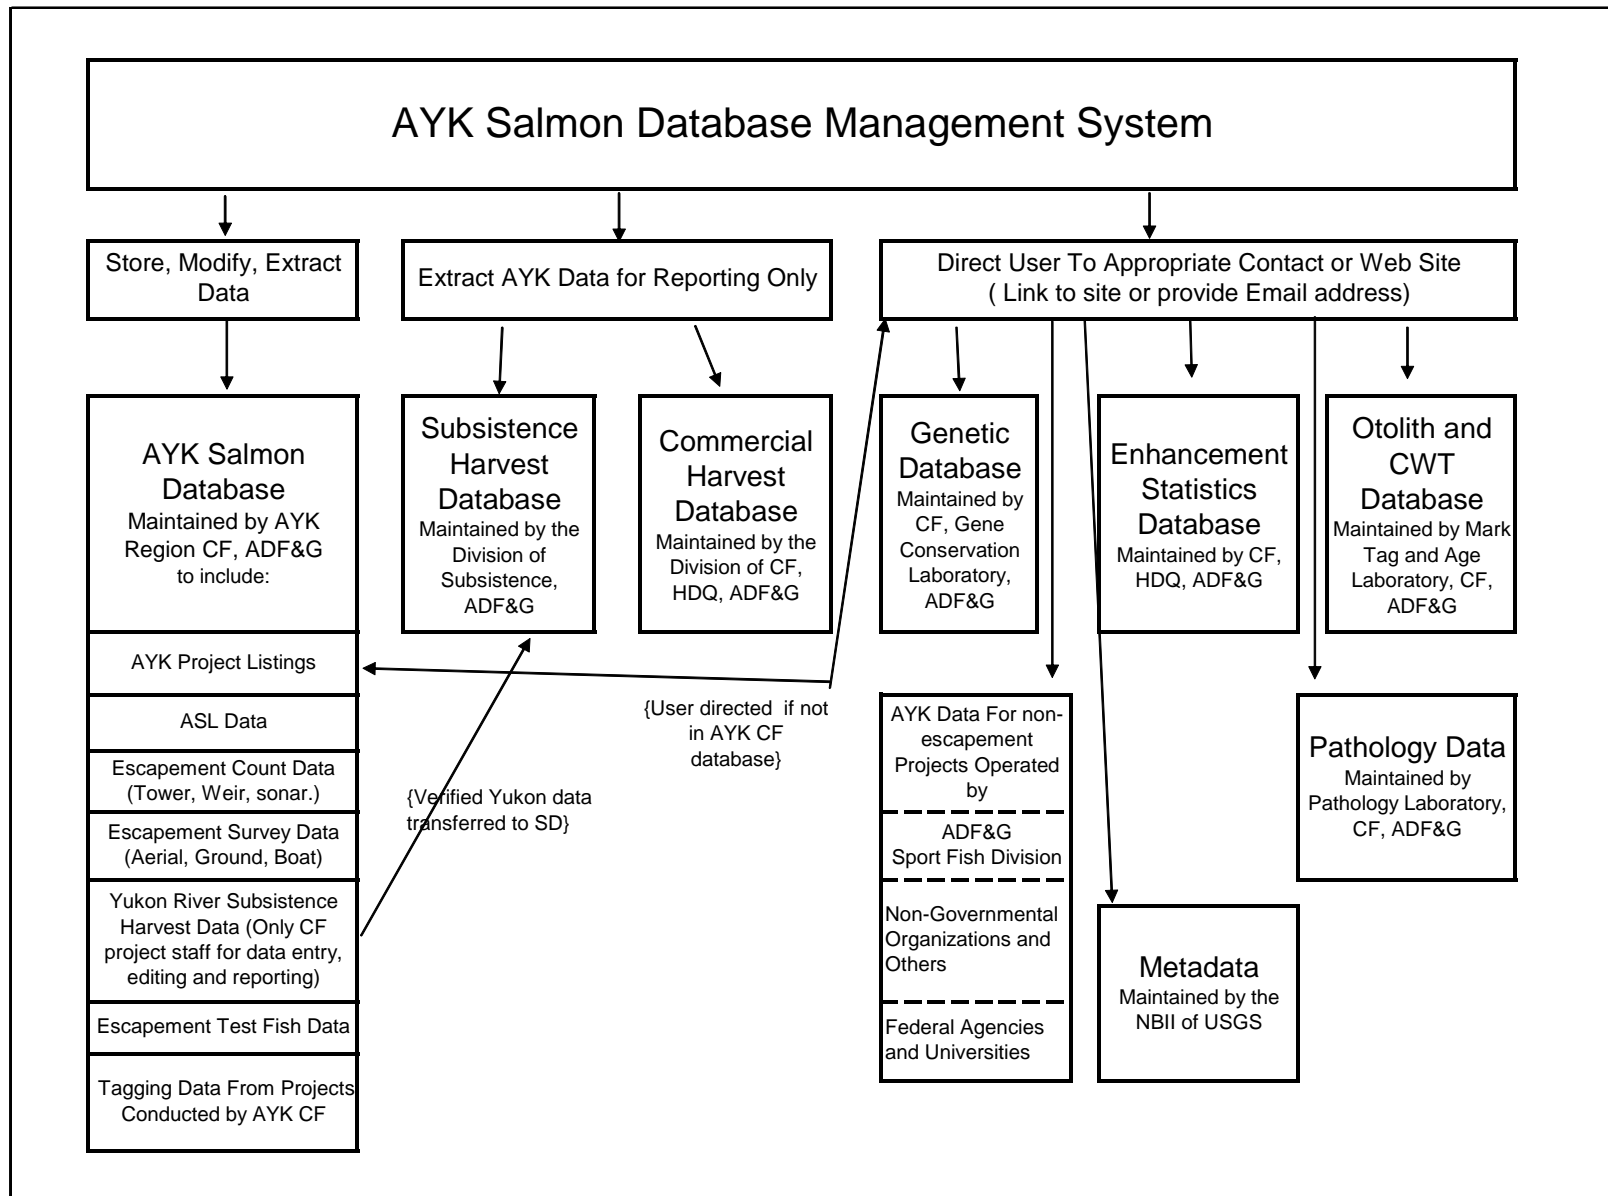 AYK Salmon Database Management System
Store, Modify, Extract
Data
Extract AYK Data for Reporting Only
Direct User To Appropriate Contact or Web Site
( Link to site or provide Email address)
AYK Salmon
Database
Maintained by AYK
Region CF, ADF&G
to include:
AYK Project Listings
ASL Data
Escapement Count Data
(Tower, Weir, sonar.)
Escapement Survey Data
(Aerial, Ground, Boat)
Yukon River Subsistence
Harvest Data (Only CF
project staff for data entry,
editing and reporting)
Escapement Test Fish Data
Tagging Data From Projects
Conducted by AYK CF
Subsistence
Harvest
Database
Maintained by the
Division of
Subsistence,
ADF&G
Commercial
Harvest
Database
Maintained by the
Division of CF,
HDQ, ADF&G
{User directed  if not
in AYK CF
database}
{Verified Yukon data
transferred to SD}
Genetic
Database
Maintained by
CF, Gene
Conservation
Laboratory,
ADF&G
Enhancement
Statistics
Database
Maintained by CF,
HDQ, ADF&G
Otolith and
CWT
Database
Maintained by Mark
Tag and Age
Laboratory, CF,
ADF&G
AYK Data For non-
escapement
Projects Operated
by
ADF&G
Sport Fish Division
Non-Governmental
Organizations and
Others
Federal Agencies
and Universities
Metadata
Maintained by the
NBII of USGS
Pathology Data
Maintained by
Pathology Laboratory,
CF, ADF&G